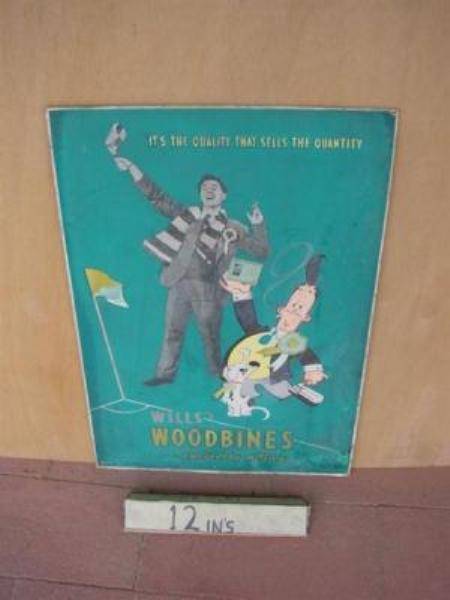 IT'S THE QUALITY THAT SELLS THE QUANTITY
WILLS'S
WOODBINES
12 IN'S